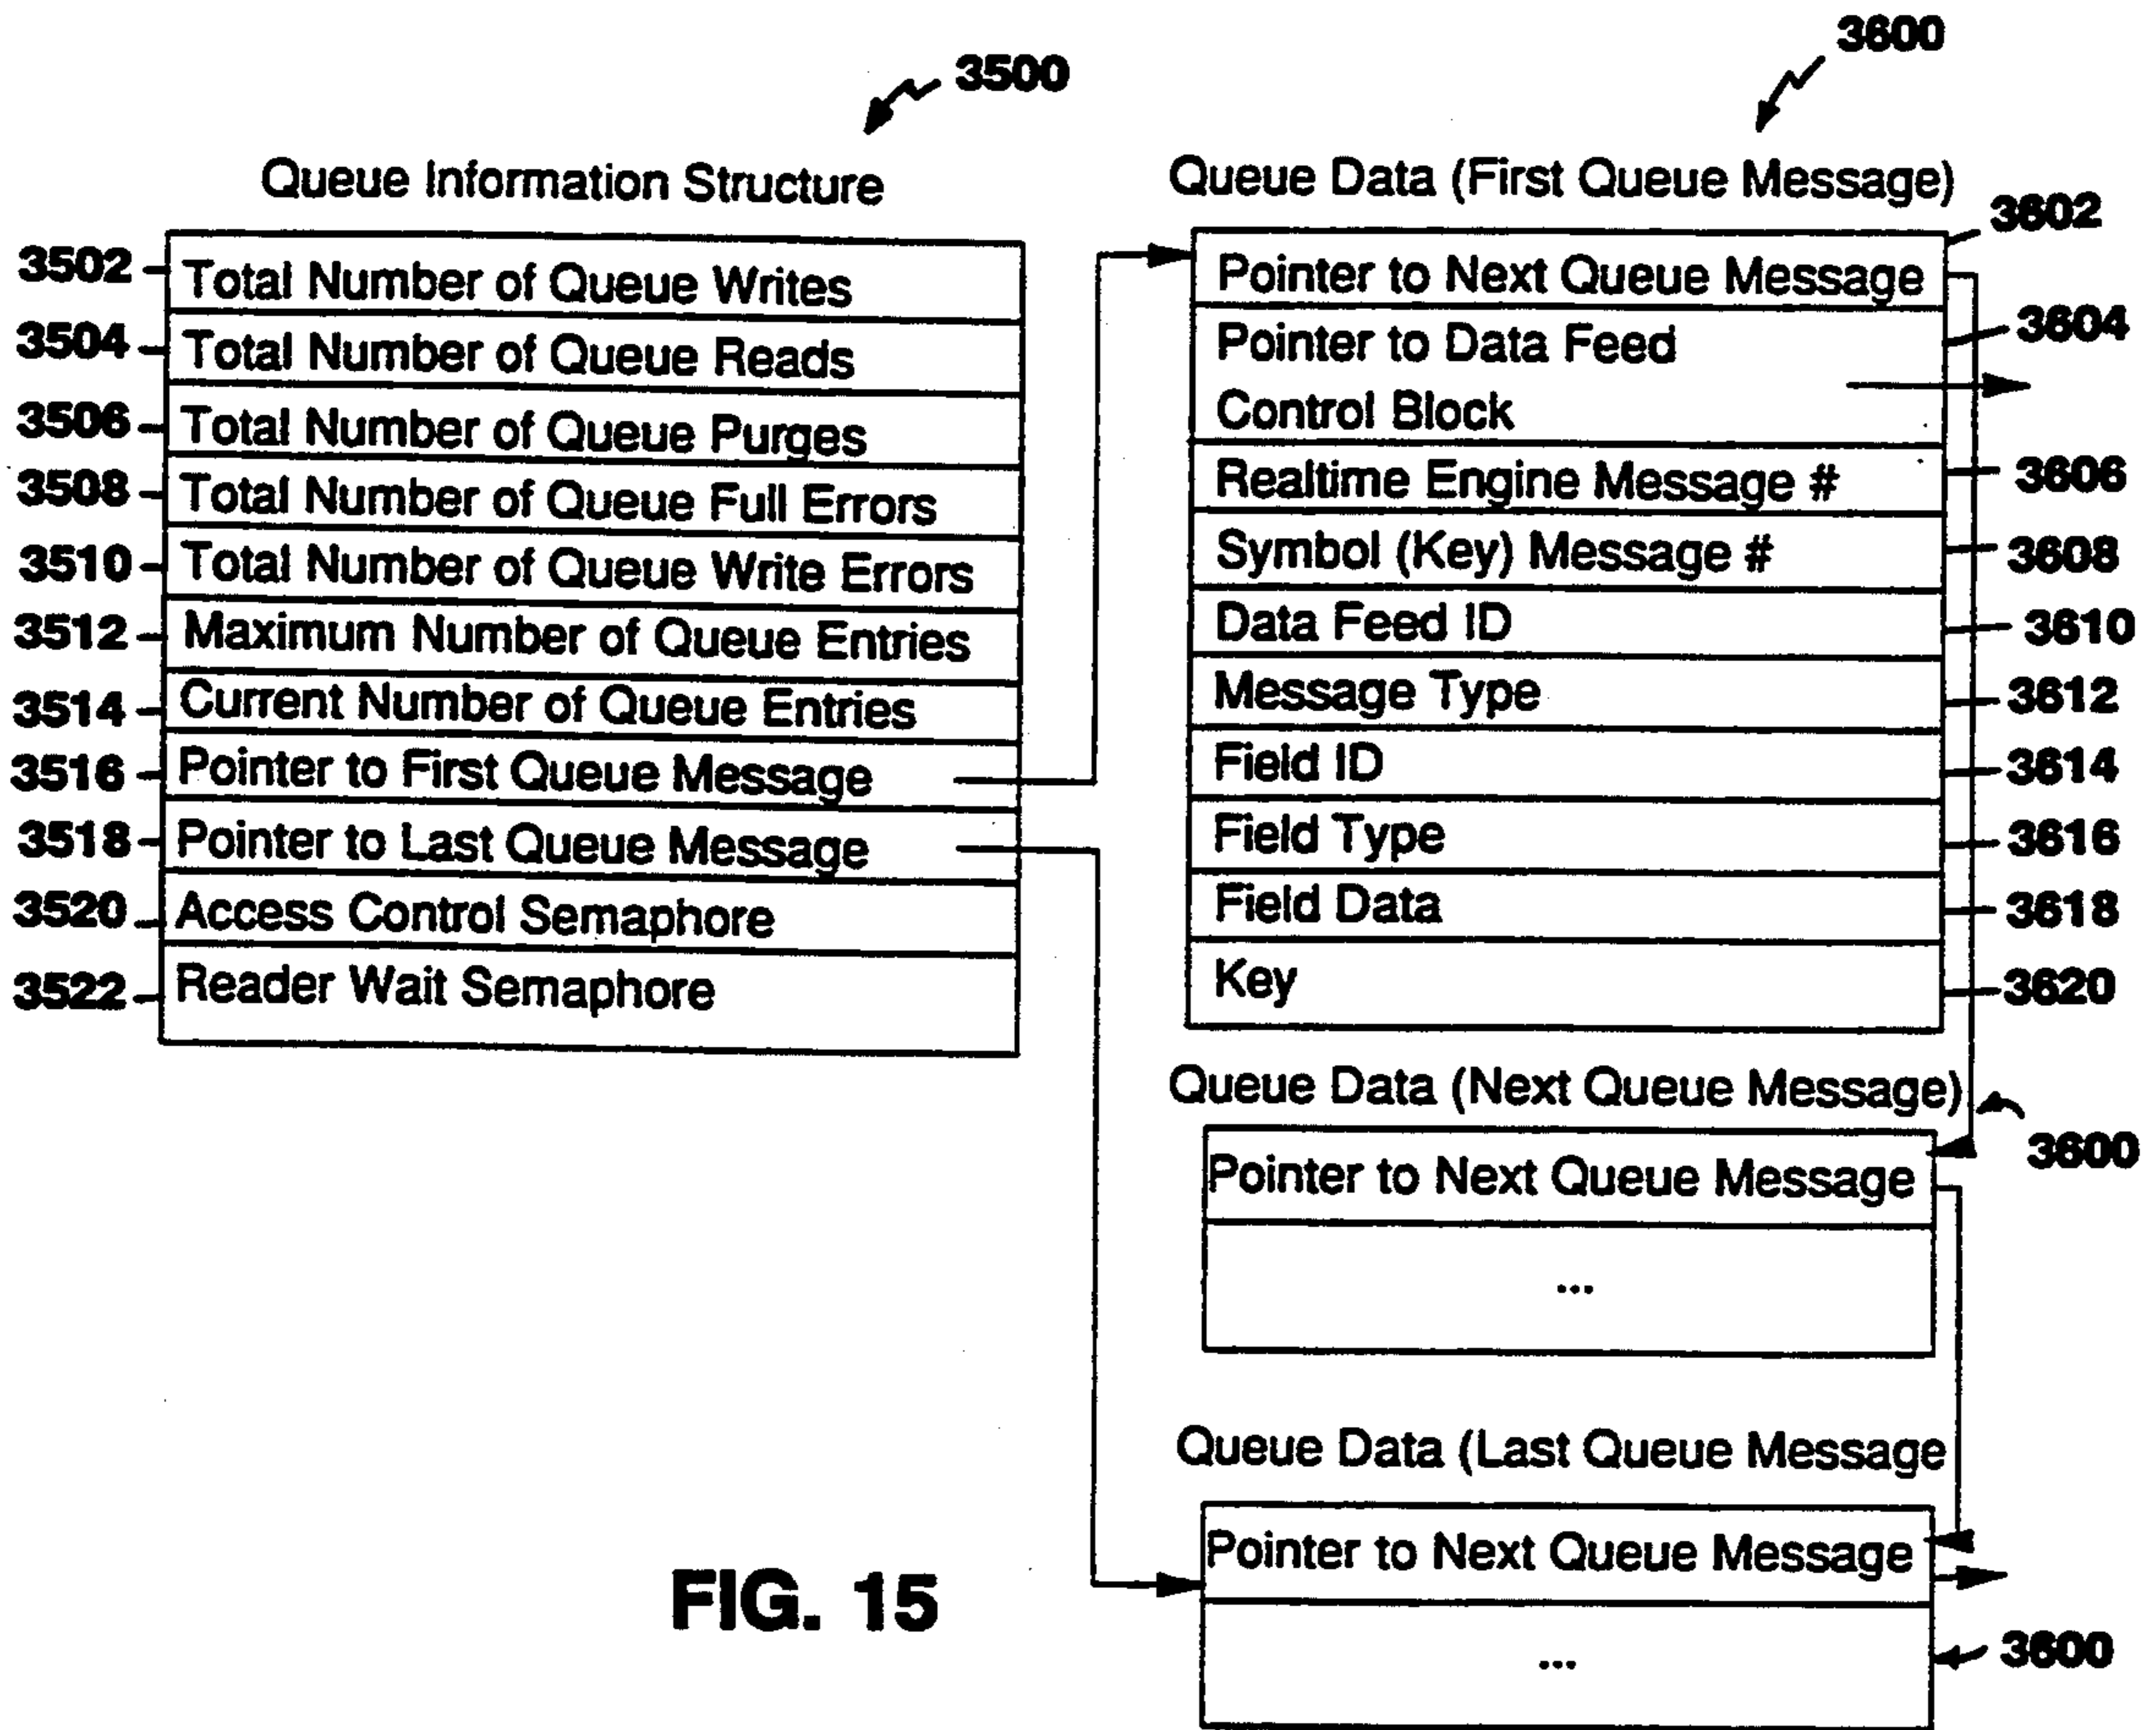 3500
3600
Queue Information Structure
3502 Total Number of Queue Writes
3504 Total Number of Queue Reads
3506 Total Number of Queue Purges
3508 Total Number of Queue Full Errors
3510 Total Number of Queue Write Errors
3512 Maximum Number of Queue Entries
3514 Current Number of Queue Entries
3516 Pointer to First Queue Message
3518 Pointer to Last Queue Message
3520 Access Control Semaphore
3522 Reader Wait Semaphore
Queue Data (First Queue Message)
3602
Pointer to Next Queue Message
Pointer to Data Feed 3604
Control Block
Realtime Engine Message # 3606
Symbol (Key) Message # 3608
Data Feed ID 3610
Message Type 3612
Field ID 3614
Field Type 3616
Field Data 3618
Key 3620
Queue Data (Next Queue Message)
3600
Pointer to Next Queue Message
...
Queue Data (Last Queue Message
Pointer to Next Queue Message
...
3600
FIG. 15